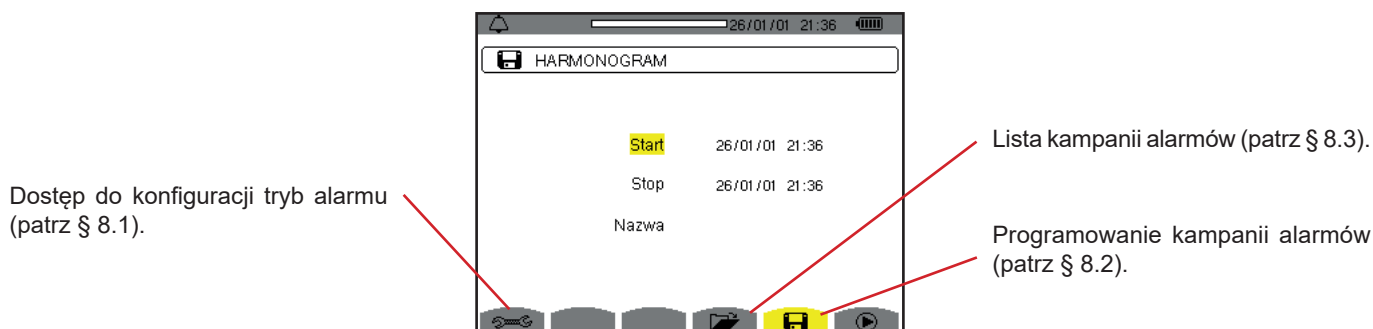 26/01/01 21:36
HARMONOGRAM
Start 26/01/01 21:36
Stop 26/01/01 21:36
Nazwa
Dostęp do konfiguracji tryb alarmu
(patrz § 8.1).
Lista kampanii alarmów (patrz § 8.3).
Programowanie kampanii alarmów
(patrz § 8.2).